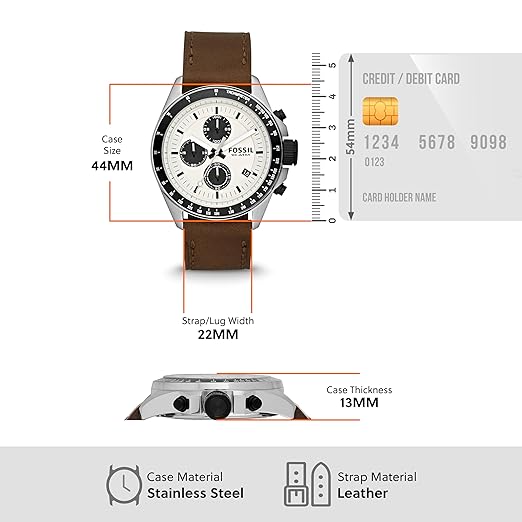 5
4
3
2
1
0
54mm
CREDIT / DEBIT CARD
1234 5678 9098
0123
CARD HOLDER NAME
Case
Size
44MM
FOSSIL
Strap/Lug Width
22MM
Case Thickness
13MM
Case Material
Stainless Steel
Strap Material
Leather